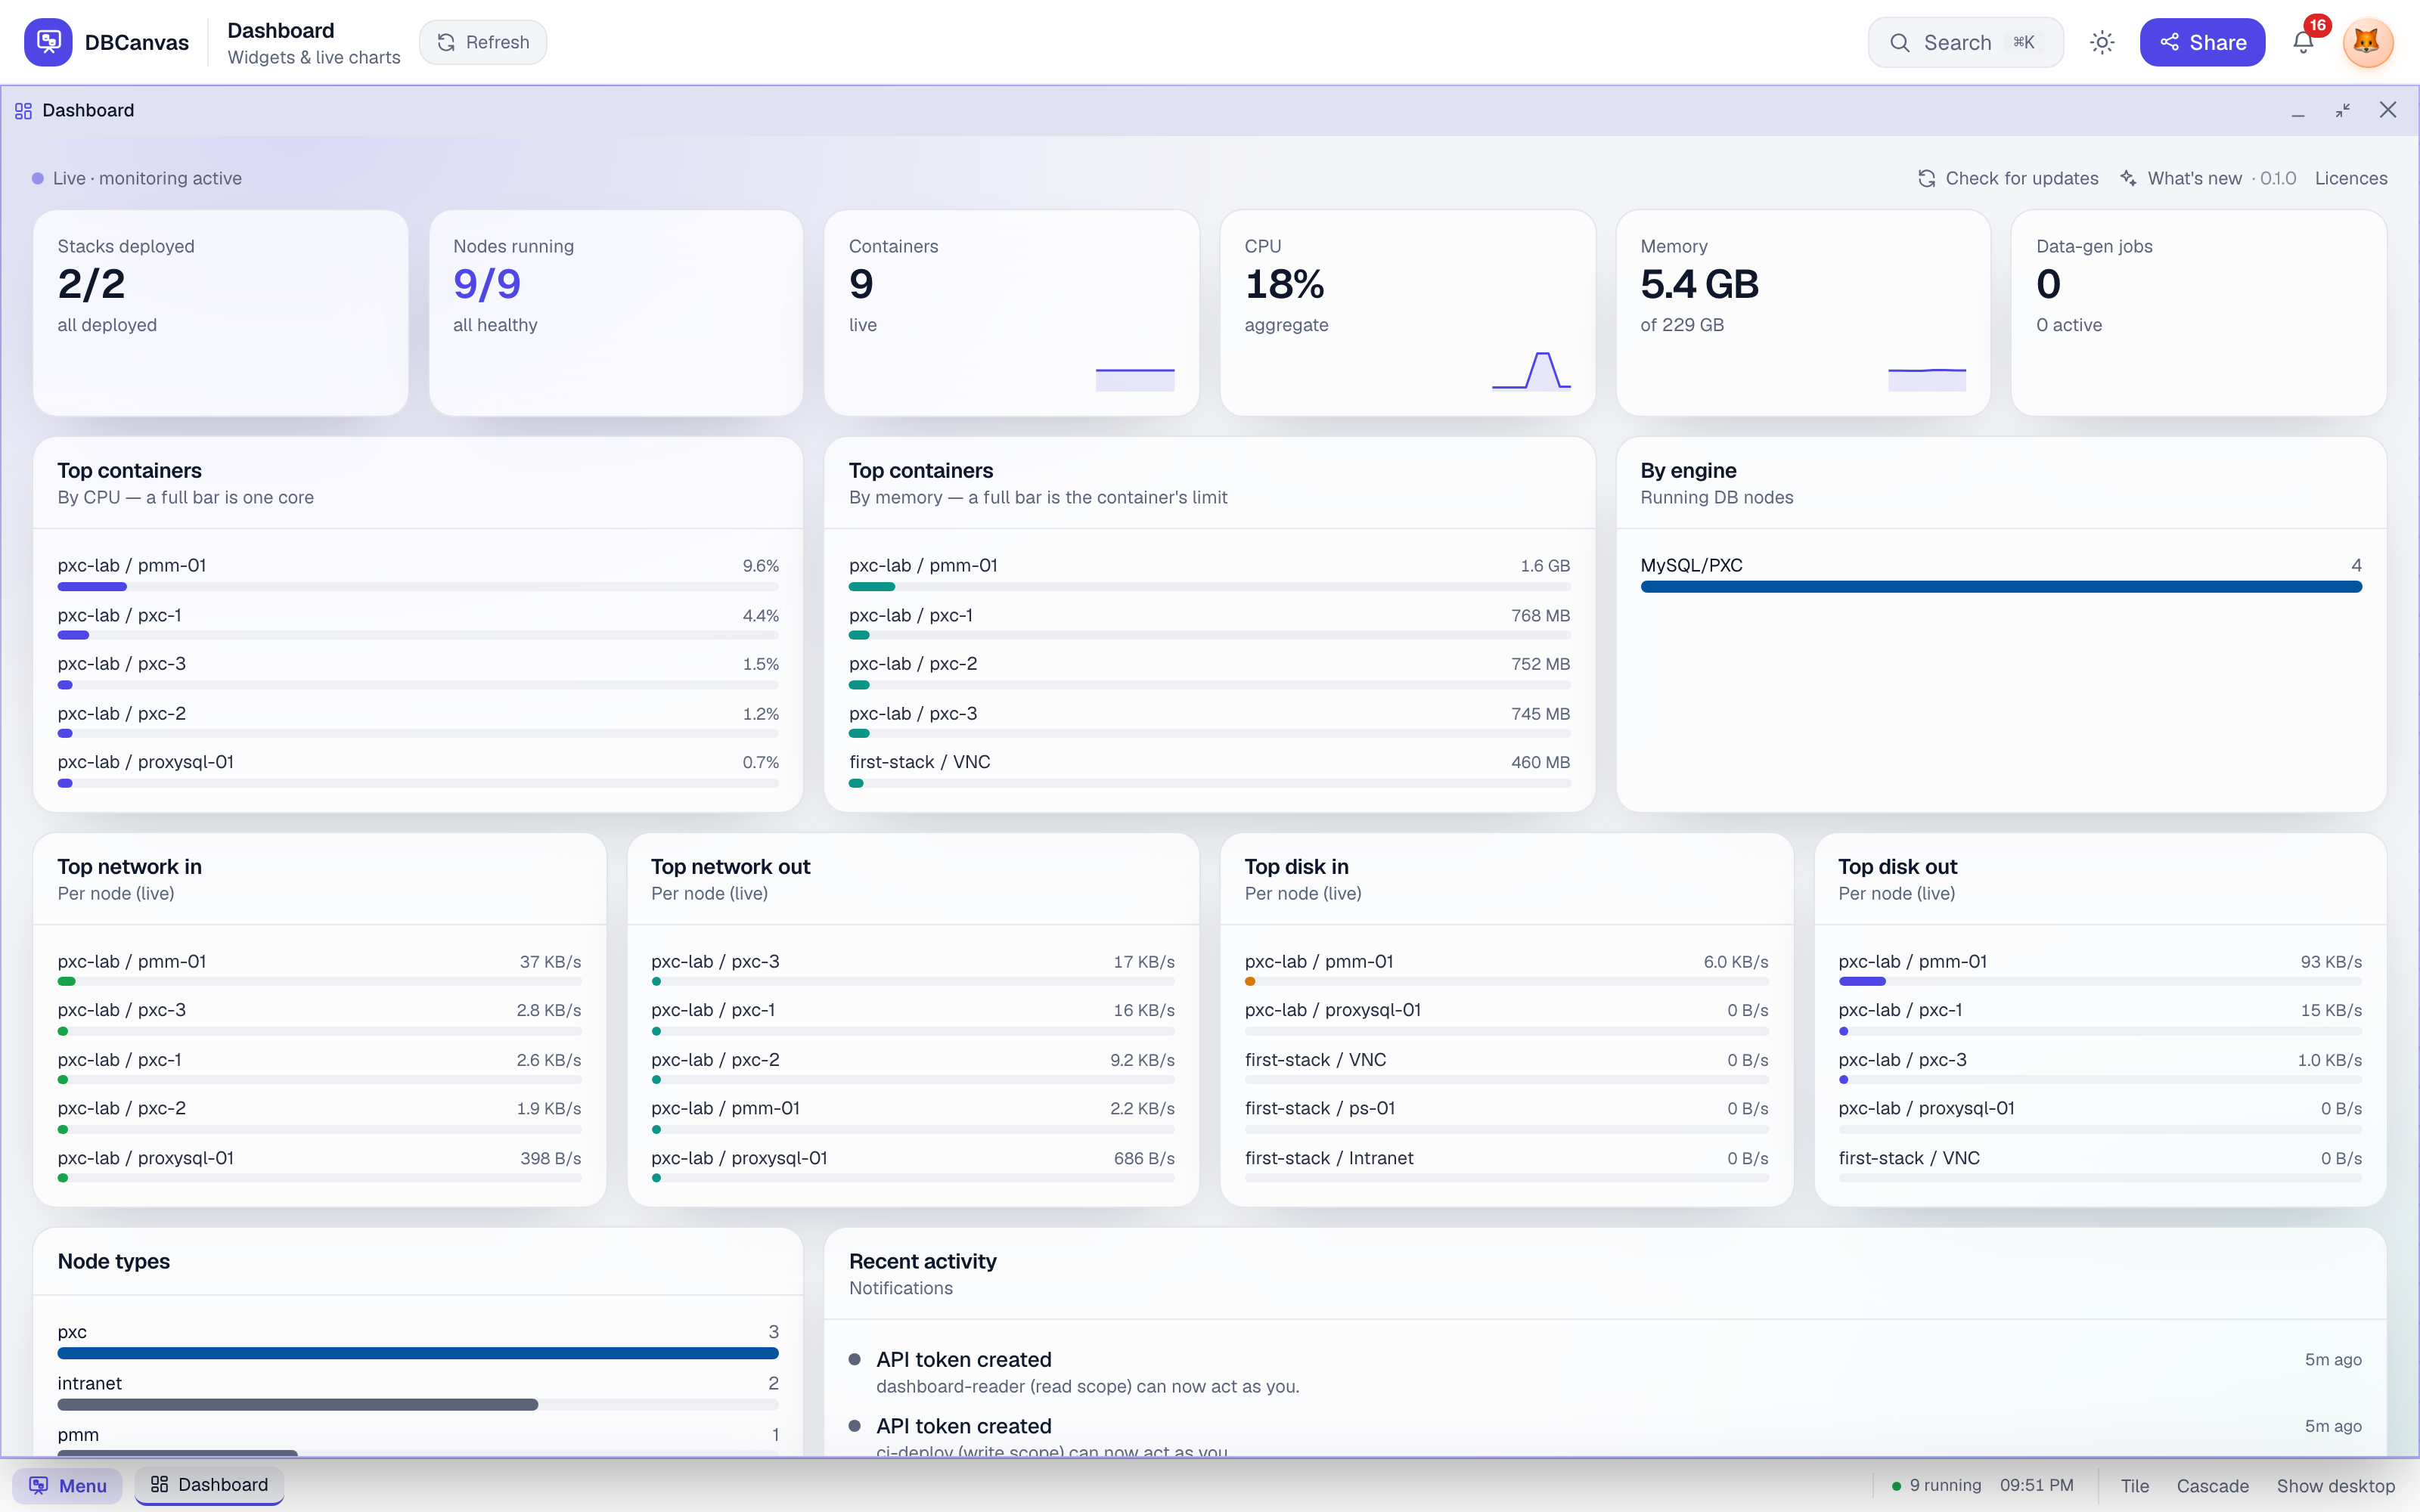 DBCanvas
Dashboard
Widgets & live charts
Refresh
Search ⌘K
Share
16
Dashboard
Live · monitoring active
Check for updates
What's new · 0.1.0
Licences
Stacks deployed
2/2
all deployed
Nodes running
9/9
all healthy
Containers
9
live
CPU
18%
aggregate
Memory
5.4 GB
of 229 GB
Data-gen jobs
0
0 active
Top containers
By CPU — a full bar is one core
pxc-lab / pmm-01 9.6%
pxc-lab / pxc-1 4.4%
pxc-lab / pxc-3 1.5%
pxc-lab / pxc-2 1.2%
pxc-lab / proxysql-01 0.7%
Top containers
By memory — a full bar is the container's limit
pxc-lab / pmm-01 1.6 GB
pxc-lab / pxc-1 768 MB
pxc-lab / pxc-2 752 MB
pxc-lab / pxc-3 745 MB
first-stack / VNC 460 MB
By engine
Running DB nodes
MySQL/PXC 4
Top network in
Per node (live)
pxc-lab / pmm-01 37 KB/s
pxc-lab / pxc-3 2.8 KB/s
pxc-lab / pxc-1 2.6 KB/s
pxc-lab / pxc-2 1.9 KB/s
pxc-lab / proxysql-01 398 B/s
Top network out
Per node (live)
pxc-lab / pxc-3 17 KB/s
pxc-lab / pxc-1 16 KB/s
pxc-lab / pxc-2 9.2 KB/s
pxc-lab / pmm-01 2.2 KB/s
pxc-lab / proxysql-01 686 B/s
Top disk in
Per node (live)
pxc-lab / pmm-01 6.0 KB/s
pxc-lab / proxysql-01 0 B/s
first-stack / VNC 0 B/s
first-stack / ps-01 0 B/s
first-stack / Intranet 0 B/s
Top disk out
Per node (live)
pxc-lab / pmm-01 93 KB/s
pxc-lab / pxc-1 15 KB/s
pxc-lab / pxc-3 1.0 KB/s
pxc-lab / proxysql-01 0 B/s
first-stack / VNC 0 B/s
Node types
pxc 3
intranet 2
pmm 1
Recent activity
Notifications
API token created 5m ago
dashboard-reader (read scope) can now act as you.
API token created 5m ago
ci-deploy (write scope) can now act as you.
Menu
Dashboard
9 running
09:51 PM
Tile
Cascade
Show desktop